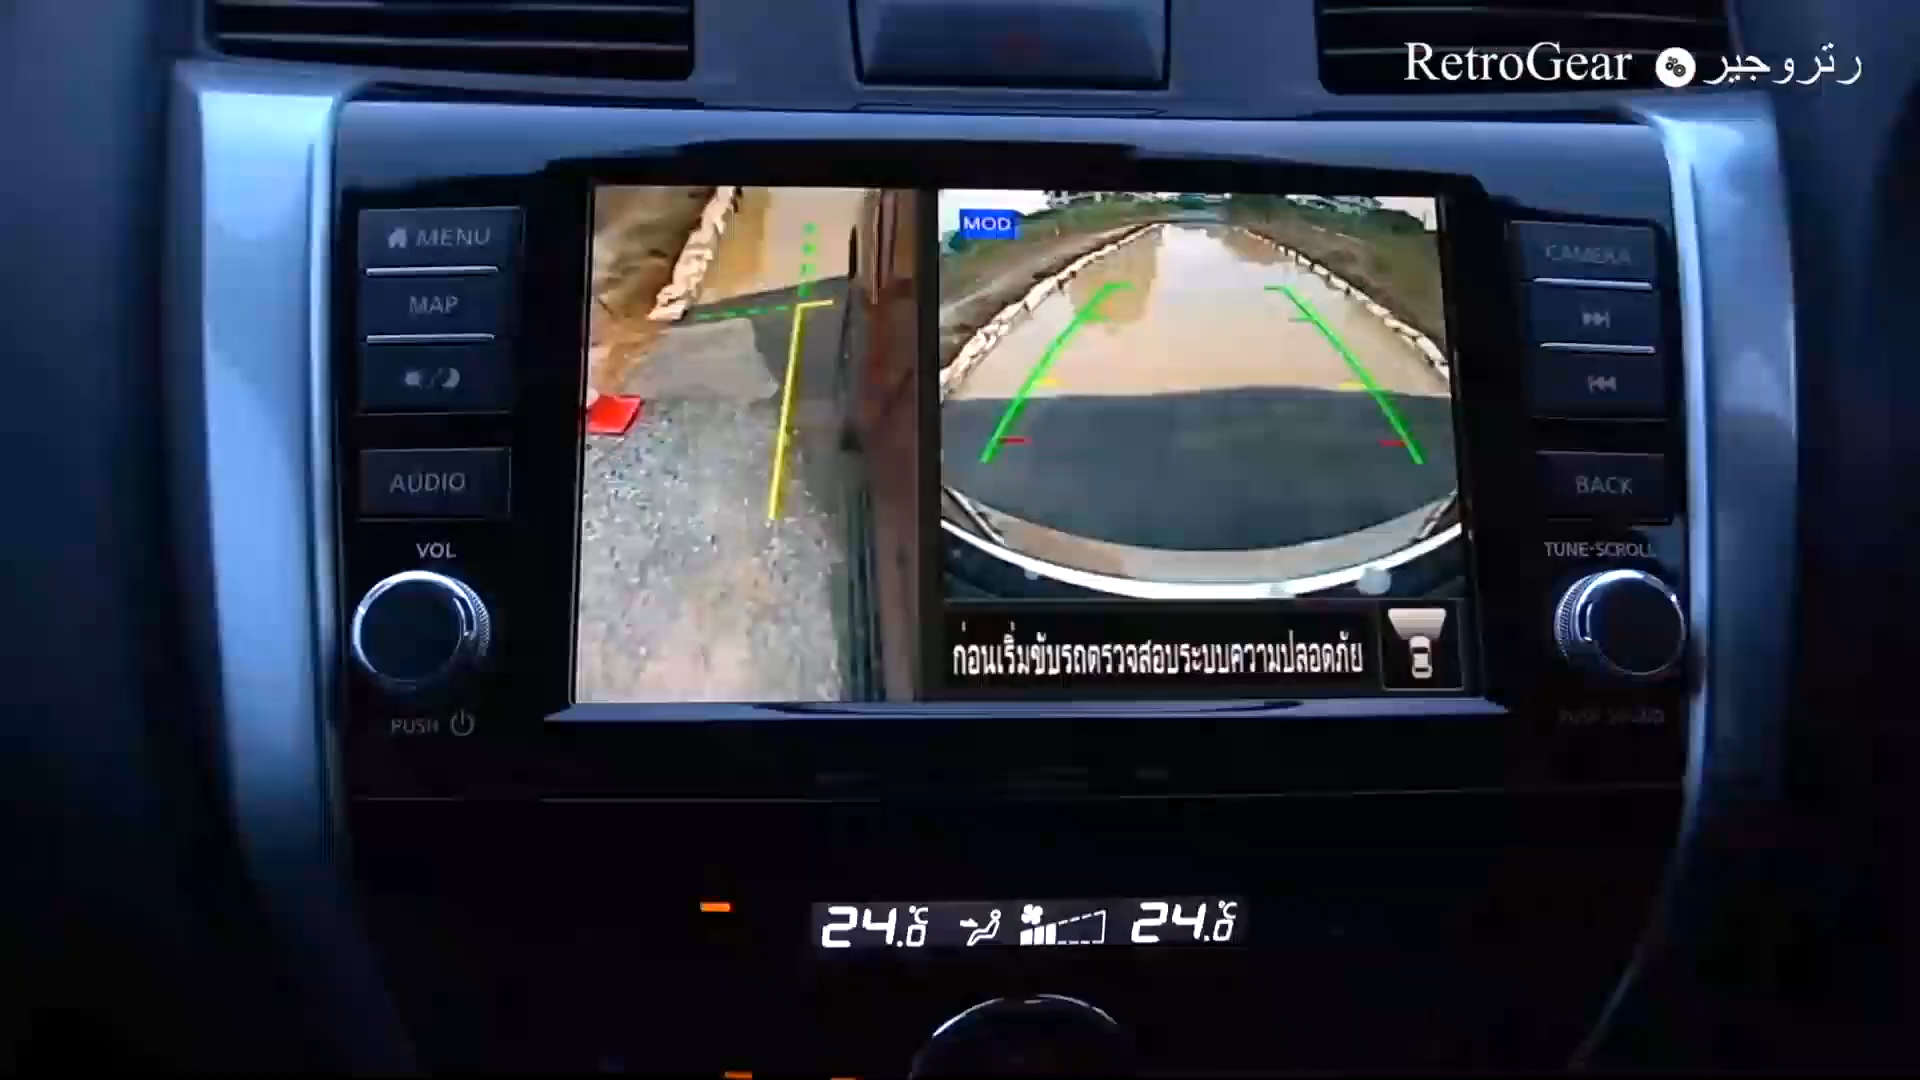 RetroGear رتروجير
MENU
MAP
AUDIO
VOL
PUSH
MOD
ก่อนเริ่มขับรถตรวจสอบระบบความปลอดภัย
CAMERA
BACK
TUNE·SCROLL
PUSH SOUND
24.0°C 24.0°C